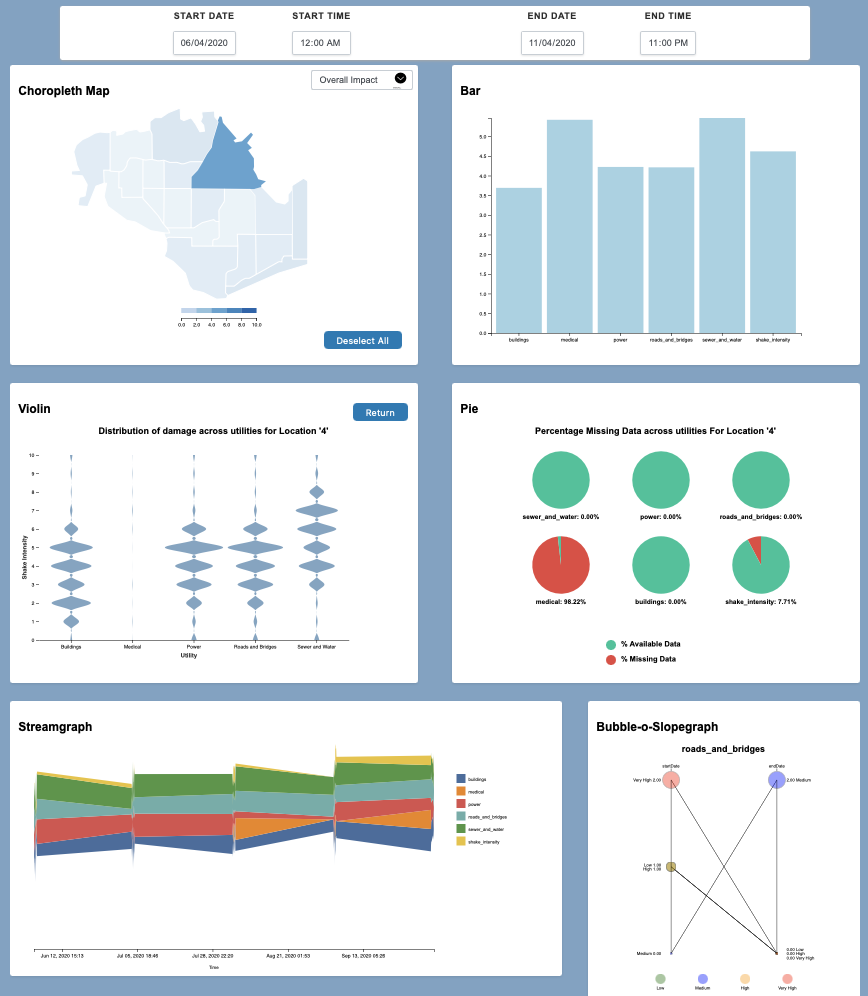 START DATE START TIME END DATE END TIME
06/04/2020 12:00 AM 11/04/2020 11:00 PM
Choropleth Map
Overall Impact
0.0 2.0 4.0 6.0 8.0 10.0
Deselect All
Bar
5.0
4.5
4.0
3.5
3.0
2.5
2.0
1.5
1.0
0.5
0.0
buildings medical power roads_and_bridges sewer_and_water shake_intensity
Violin
Return
Distribution of damage across utilities for Location '4'
Shake Intensity
10
9
8
7
6
5
4
3
2
1
0
Buildings Medical Power Roads and Bridges Sewer and Water
Utility
Pie
Percentage Missing Data across utilities For Location '4'
sewer_and_water: 0.00% power: 0.00% roads_and_bridges: 0.00%
medical: 98.22% buildings: 0.00% shake_intensity: 7.71%
% Available Data
% Missing Data
Streamgraph
buildings
medical
power
roads_and_bridges
sewer_and_water
shake_intensity
Jun 12, 2020 15:13 Jul 05, 2020 18:46 Jul 28, 2020 22:20 Aug 21, 2020 01:53 Sep 13, 2020 05:26
Time
Bubble-o-Slopegraph
roads_and_bridges
startDate endDate
Very High 2.00 2.00 Medium
Low 1.00
High 1.00
Medium 0.00
0.00 Low
0.00 High
0.00 Very High
Low Medium High Very High